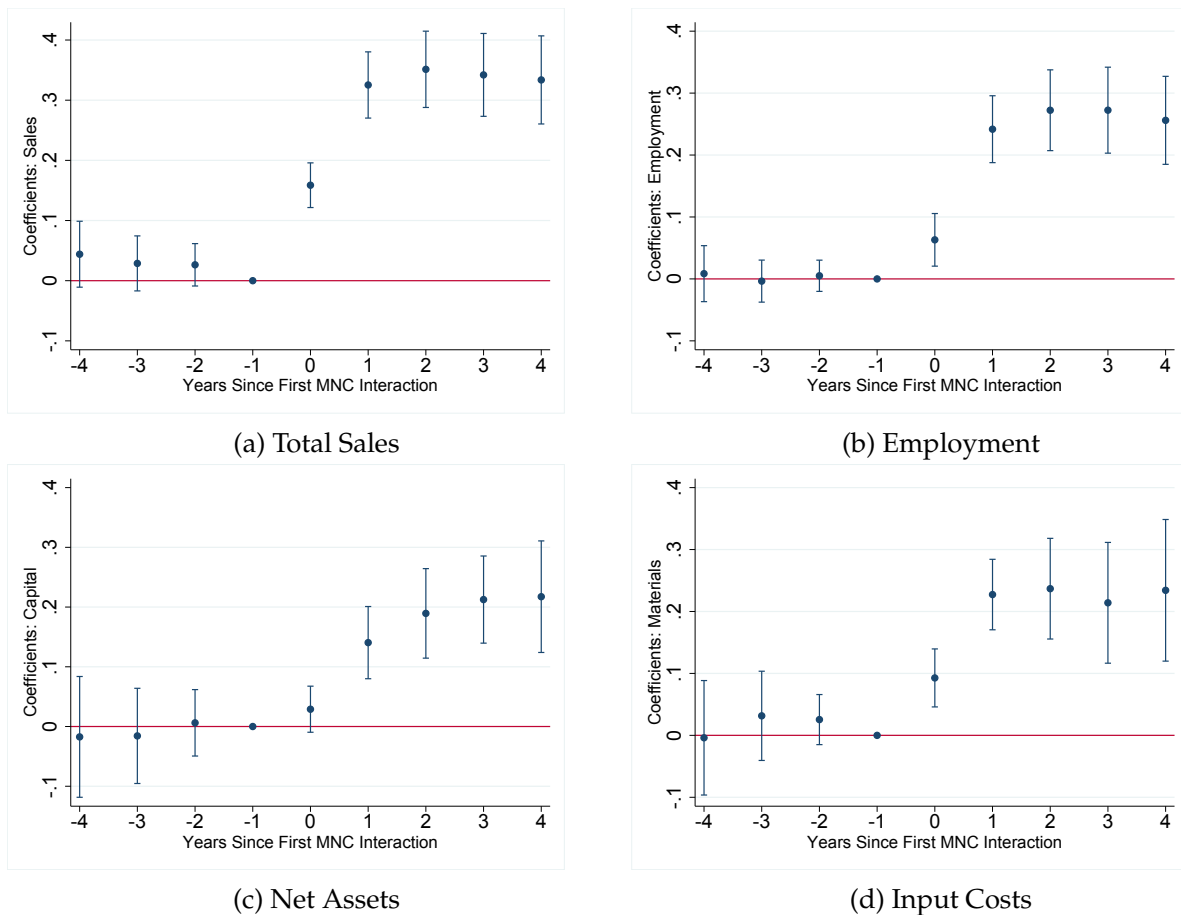 Coefficients: Sales
.4
.3
.2
.1
0
-.1
-4 -3 -2 -1 0 1 2 3 4
Years Since First MNC Interaction
(a) Total Sales
Coefficients: Employment
.4
.3
.2
.1
0
-.1
-4 -3 -2 -1 0 1 2 3 4
Years Since First MNC Interaction
(b) Employment
Coefficients: Capital
.4
.3
.2
.1
0
-.1
-4 -3 -2 -1 0 1 2 3 4
Years Since First MNC Interaction
(c) Net Assets
Coefficients: Materials
.4
.3
.2
.1
0
-.1
-4 -3 -2 -1 0 1 2 3 4
Years Since First MNC Interaction
(d) Input Costs